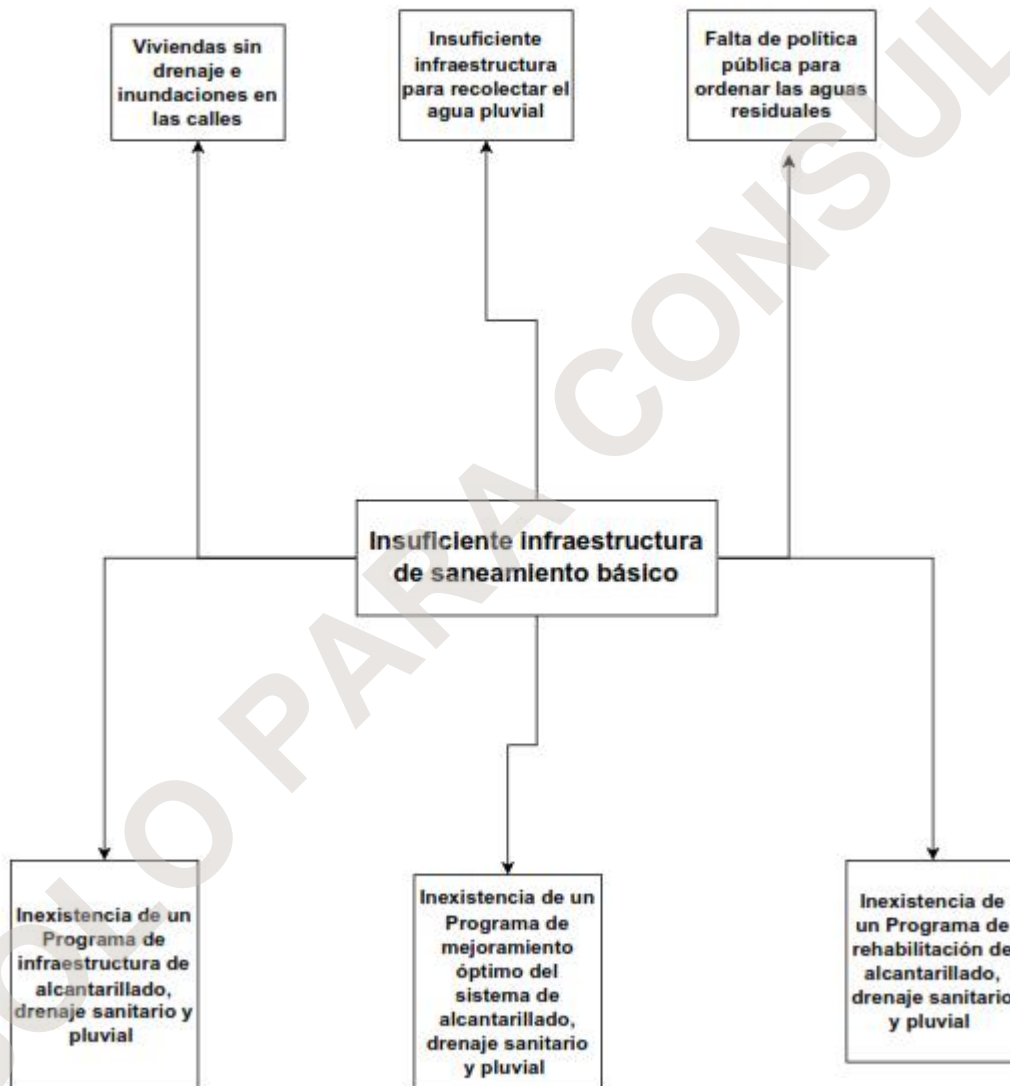 Viviendas sin
drenaje e
inundaciones en
las calles
Insuficiente
infraestructura
para recolectar el
agua pluvial
Falta de política
pública para
ordenar las aguas
residuales
Insuficiente infraestructura
de saneamiento básico
Inexistencia de un
Programa de
infraestructura de
alcantarillado,
drenaje sanitario y
pluvial
Inexistencia de un
Programa de
mejoramiento
óptimo del
sistema de
alcantarillado,
drenaje sanitario
y pluvial
Inexistencia de
un Programa de
rehabilitación de
alcantarillado,
drenaje sanitario
y pluvial
SOLO PARA CONSUL